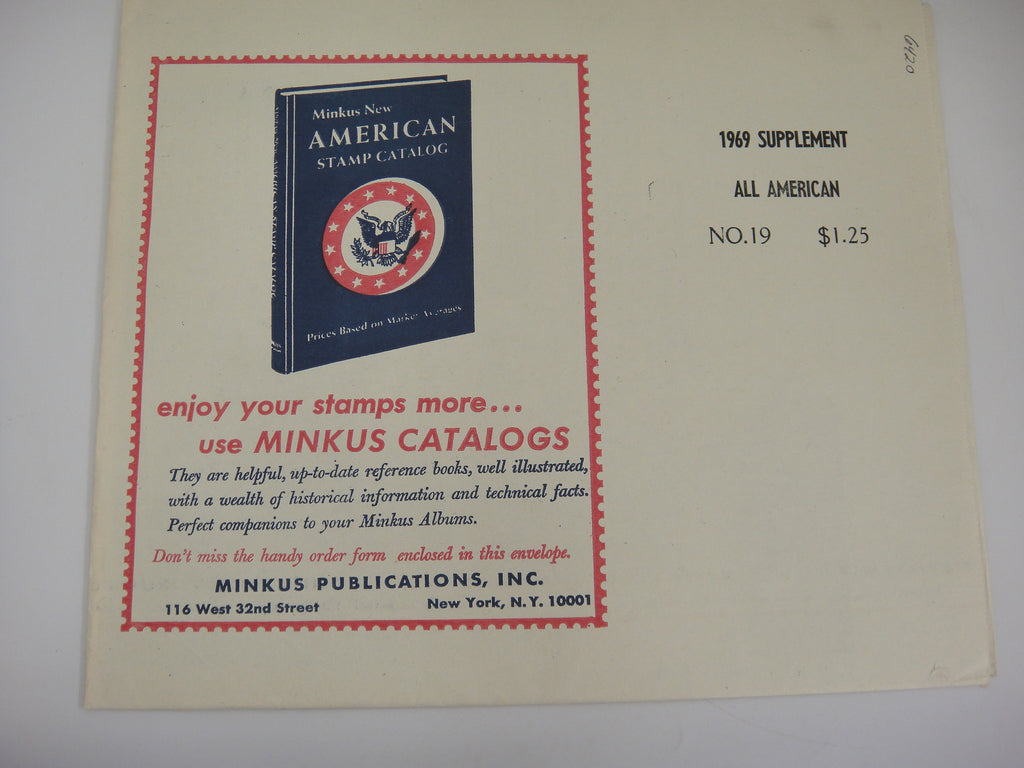 Minkus New
AMERICAN
STAMP CATALOG
Prices Based on Market Averages
enjoy your stamps more...
use MINKUS CATALOGS
They are helpful, up-to-date reference books, well illustrated,
with a wealth of historical information and technical facts.
Perfect companions to your Minkus Albums.
Don't miss the handy order form enclosed in this envelope.
MINKUS PUBLICATIONS, INC.
116 West 32nd Street New York, N.Y. 10001
6420
1969 SUPPLEMENT
ALL AMERICAN
NO.19 $1.25